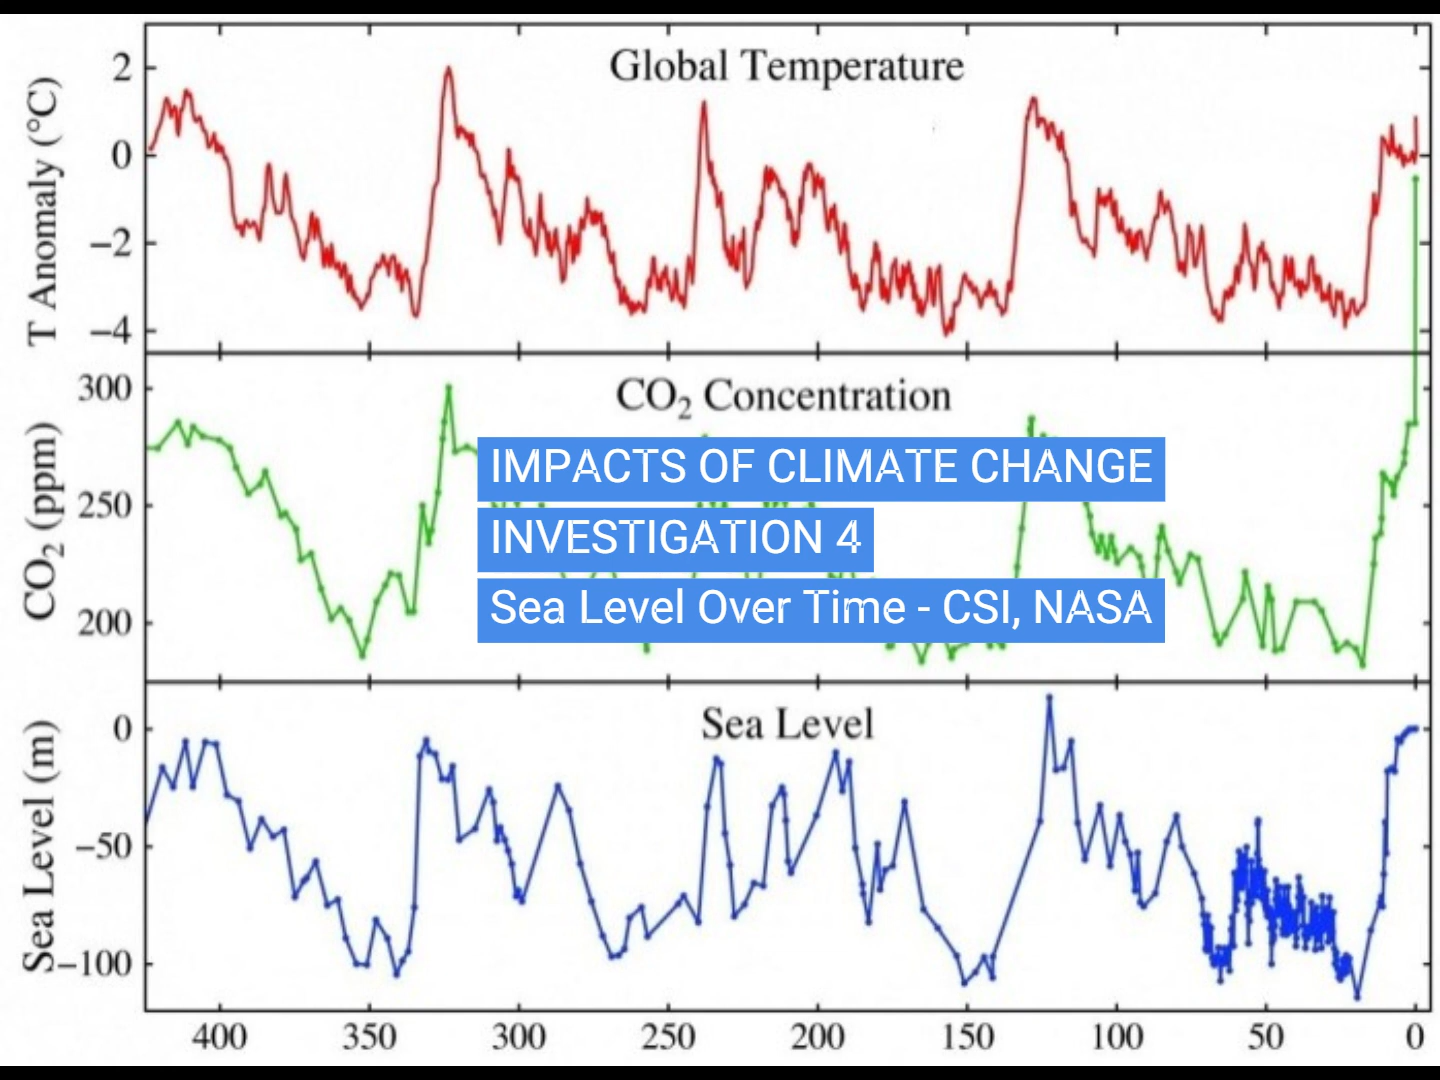 Global Temperature
T Anomaly (°C)
2
0
−2
−4
CO₂ Concentration
CO₂ (ppm)
300
250
200
IMPACTS OF CLIMATE CHANGE
INVESTIGATION 4
Sea Level Over Time - CSI, NASA
Sea Level
Sea Level (m)
0
−50
−100
400 350 300 250 200 150 100 50 0